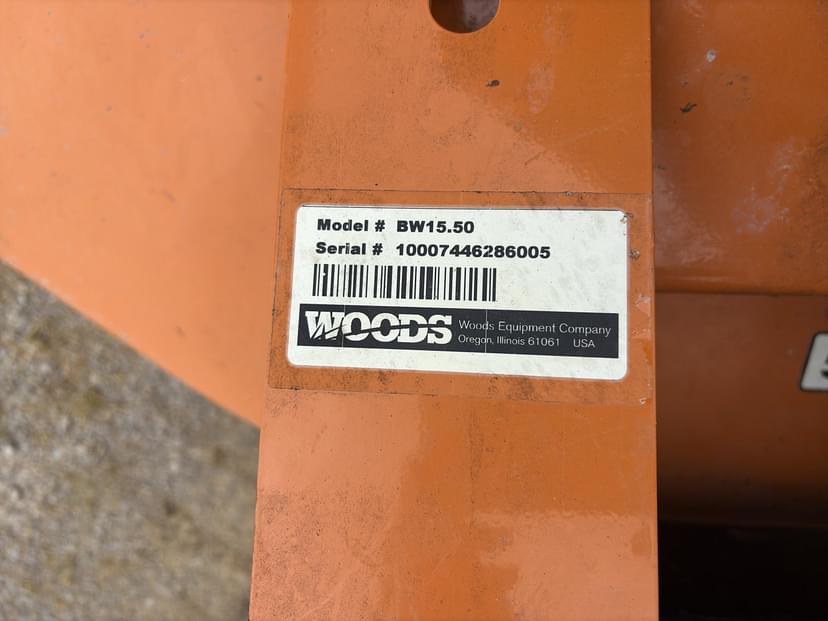 Model # BW15.50
Serial # 10007446286005
WOODS Woods Equipment Company
Oregon, Illinois 61061 USA